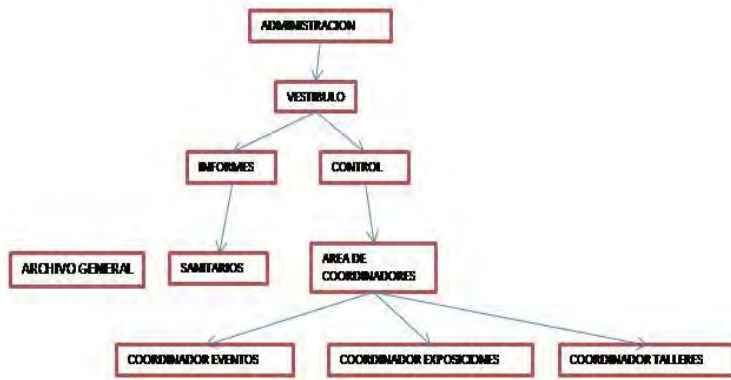 ADMINISTRACION
VESTIBULO
INFORMES
CONTROL
ARCHIVO GENERAL
SANITARIOS
AREA DE
COORDINADORES
COORDINADOR EVENTOS
COORDINADOR EXPOSICIONES
COORDINADOR TALLERES